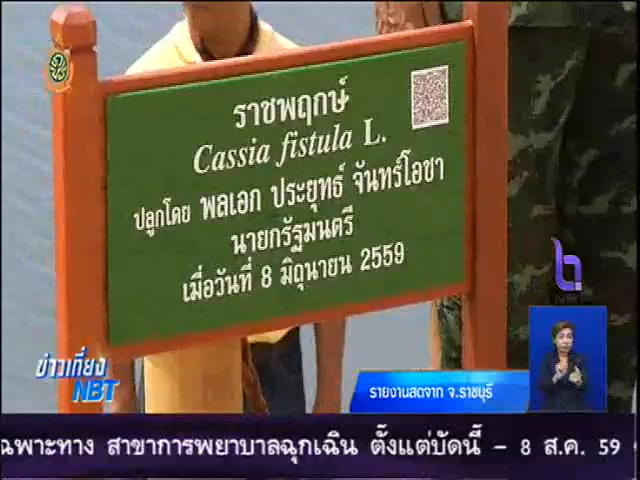 ราชพฤกษ์
Cassia fistula L.
ปลูกโดย พลเอก ประยุทธ์ จันทร์โอชา
นายกรัฐมนตรี
เมื่อวันที่ 8 มิถุนายน 2559
ข่าวเที่ยง
NBT
รายงานสดจาก จ.ราชบุรี
ฉพาะทาง สาขาการพยาบาลฉุกเฉิน ตั้งแต่บัดนี้ – 8 ส.ค. 59